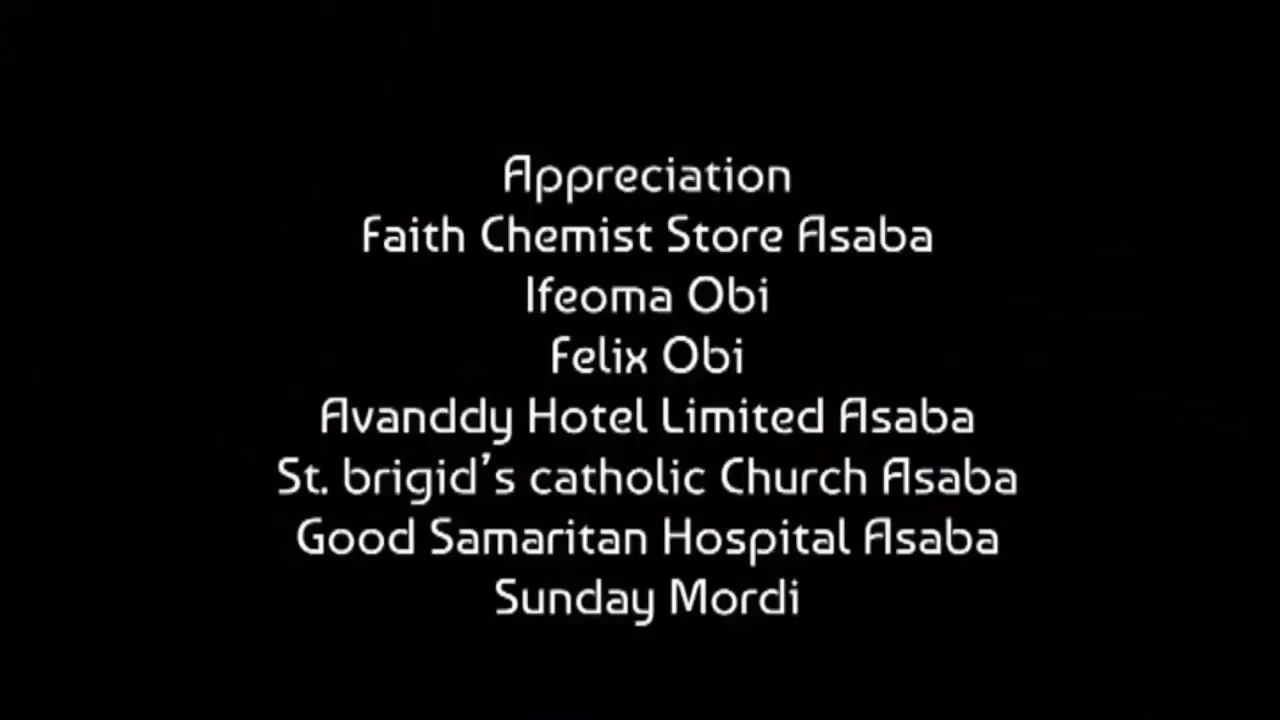 Appreciation
Faith Chemist Store Asaba
Ifeoma Obi
Felix Obi
Avanddy Hotel Limited Asaba
St. brigid's catholic Church Asaba
Good Samaritan Hospital Asaba
Sunday Mordi